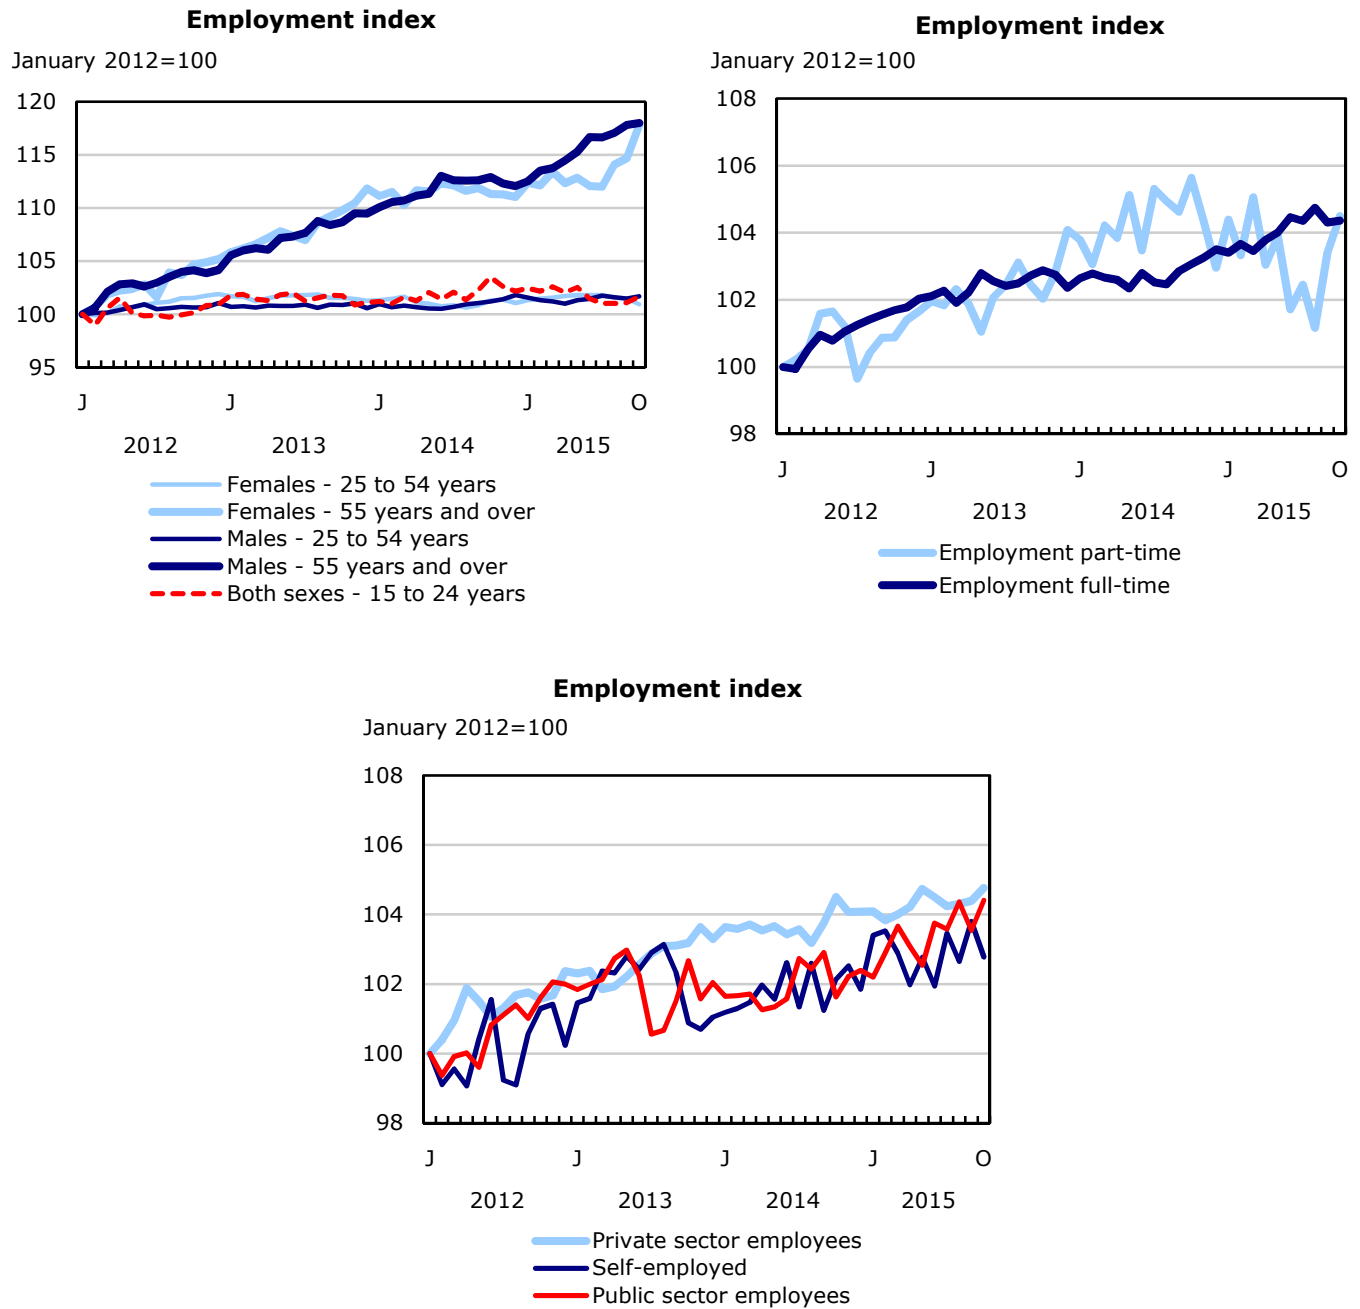 Employment index
January 2012=100
120
115
110
105
100
95
J J J J O
2012 2013 2014 2015
Females - 25 to 54 years
Females - 55 years and over
Males - 25 to 54 years
Males - 55 years and over
Both sexes - 15 to 24 years
Employment index
January 2012=100
108
106
104
102
100
98
J J J J O
2012 2013 2014 2015
Employment part-time
Employment full-time
Employment index
January 2012=100
108
106
104
102
100
98
J J J J O
2012 2013 2014 2015
Private sector employees
Self-employed
Public sector employees